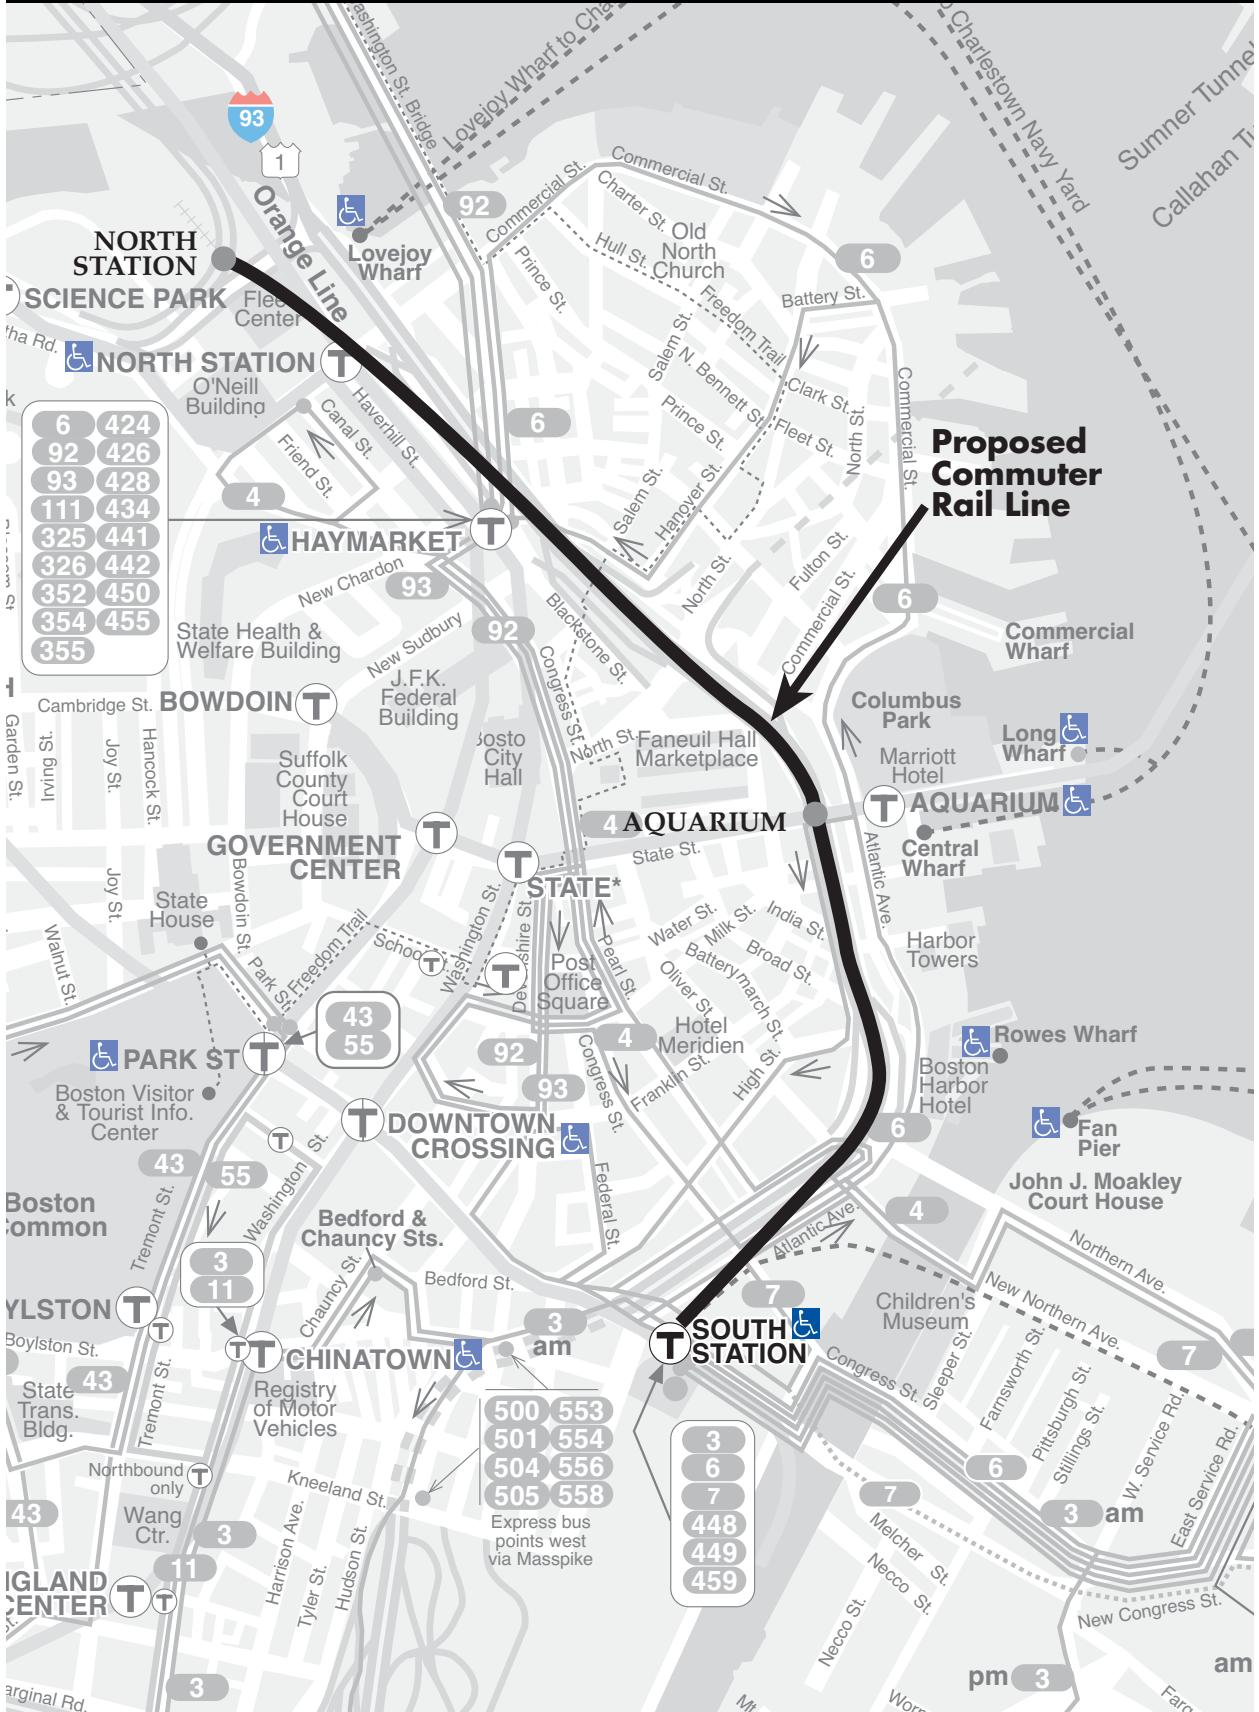 Washington St. Bridge
Lovejoy Wharf to Cha
to Charlestown Navy Yard
Sumner Tunnel
Callahan Tu
93
1
Orange Line
92
Commercial St.
Commercial St.
Charter St.
Hull St.
Old
North
Church
6
NORTH
STATION
Lovejoy
Wharf
Prince St.
Battery St.
SCIENCE PARK
Fleet
Center
Freedom Trail
Salem St.
tha Rd.
NORTH STATION
O'Neill
Building
N. Bennett St.
Clark St.
Commercial St.
k
Canal St.
Haverhill St.
Friend St.
6
Prince St.
Fleet St.
North St.
Proposed
Commuter
Rail Line
6 424
92 426
93 428
111 434
325 441
326 442
352 450
354 455
355
4
Salem St.
Hanover St.
HAYMARKET
New Chardon
93
North St.
Fulton St.
Commercial St.
6
State Health &
Welfare Building
New Sudbury
92
Blackstone St.
Congress St.
Commercial
Wharf
J.F.K.
Federal
Building
Cambridge St.
BOWDOIN
Columbus
Park
Garden St.
Irving St.
Joy St.
Hancock St.
Suffolk
County
Court
House
Bosto
City
Hall
North St.
Faneuil Hall
Marketplace
Long
Wharf
Marriott
Hotel
AQUARIUM
4
AQUARIUM
GOVERNMENT
CENTER
State St.
Atlantic Ave.
Central
Wharf
STATE*
Joy St.
Bowdoin St.
State
House
Walnut St.
Freedom Trail
School St.
Washington St.
Devonshire St.
Post
Office
Square
Pearl St.
Water St.
Milk St.
India St.
Broad St.
Batterymarch St.
Oliver St.
Harbor
Towers
Park St.
43
55
PARK ST
92
4
Hotel
Meridien
Rowes Wharf
Boston
Harbor
Hotel
Boston Visitor
& Tourist Info.
Center
93
Congress St.
Franklin St.
High St.
DOWNTOWN
CROSSING
6
Fan
Pier
43
55
Washington St.
Federal St.
John J. Moakley
Court House
Boston
Common
Tremont St.
Bedford &
Chauncy Sts.
Atlantic Ave.
4
Northern Ave.
3
11
Chauncy St.
Bedford St.
7
New Northern Ave.
Children's
Museum
YLSTON
3
am
SOUTH
STATION
Boylston St.
CHINATOWN
Congress St.
Sleeper St.
Farnsworth St.
7
State
Trans.
Bldg.
43
Tremont St.
Registry
of Motor
Vehicles
500 553
501 554
504 556
505 558
Express bus
points west
via Masspike
3
6
7
448
449
459
Pittsburgh St.
Stillings St.
W. Service Rd.
East Service Rd.
6
Northbound
only
Kneeland St.
7
3
am
43
Wang
Ctr.
3
Harrison Ave.
Tyler St.
Hudson St.
Melcher St.
Necco St.
Necco St.
11
NGLAND
CENTER
New Congress St.
3
pm
3
am
arginal Rd.
Mt
Worm
Farg